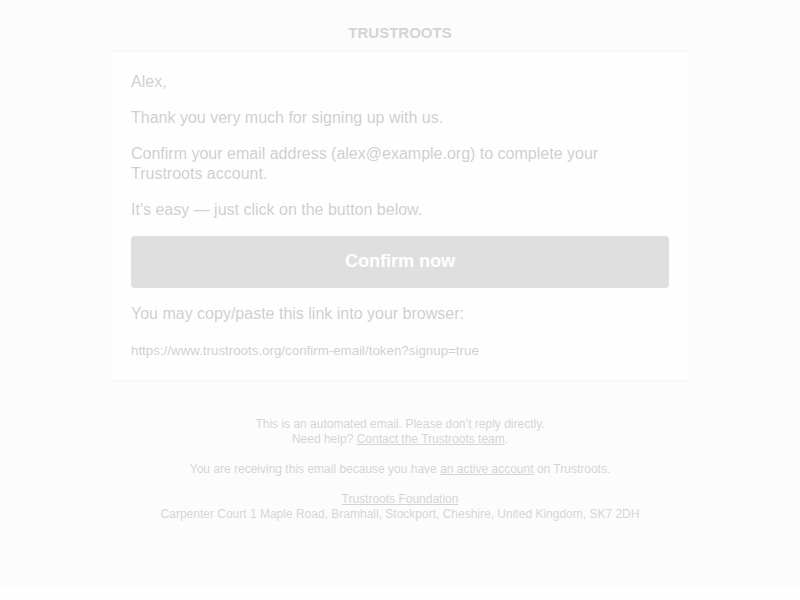 TRUSTROOTS
Alex,
Thank you very much for signing up with us.
Confirm your email address (alex@example.org) to complete your
Trustroots account.
It's easy — just click on the button below.
Confirm now
You may copy/paste this link into your browser:
https://www.trustroots.org/confirm-email/token?signup=true
This is an automated email. Please don’t reply directly.
Need help? Contact the Trustroots team.
You are receiving this email because you have an active account on Trustroots.
Trustroots Foundation
Carpenter Court 1 Maple Road, Bramhall, Stockport, Cheshire, United Kingdom, SK7 2DH